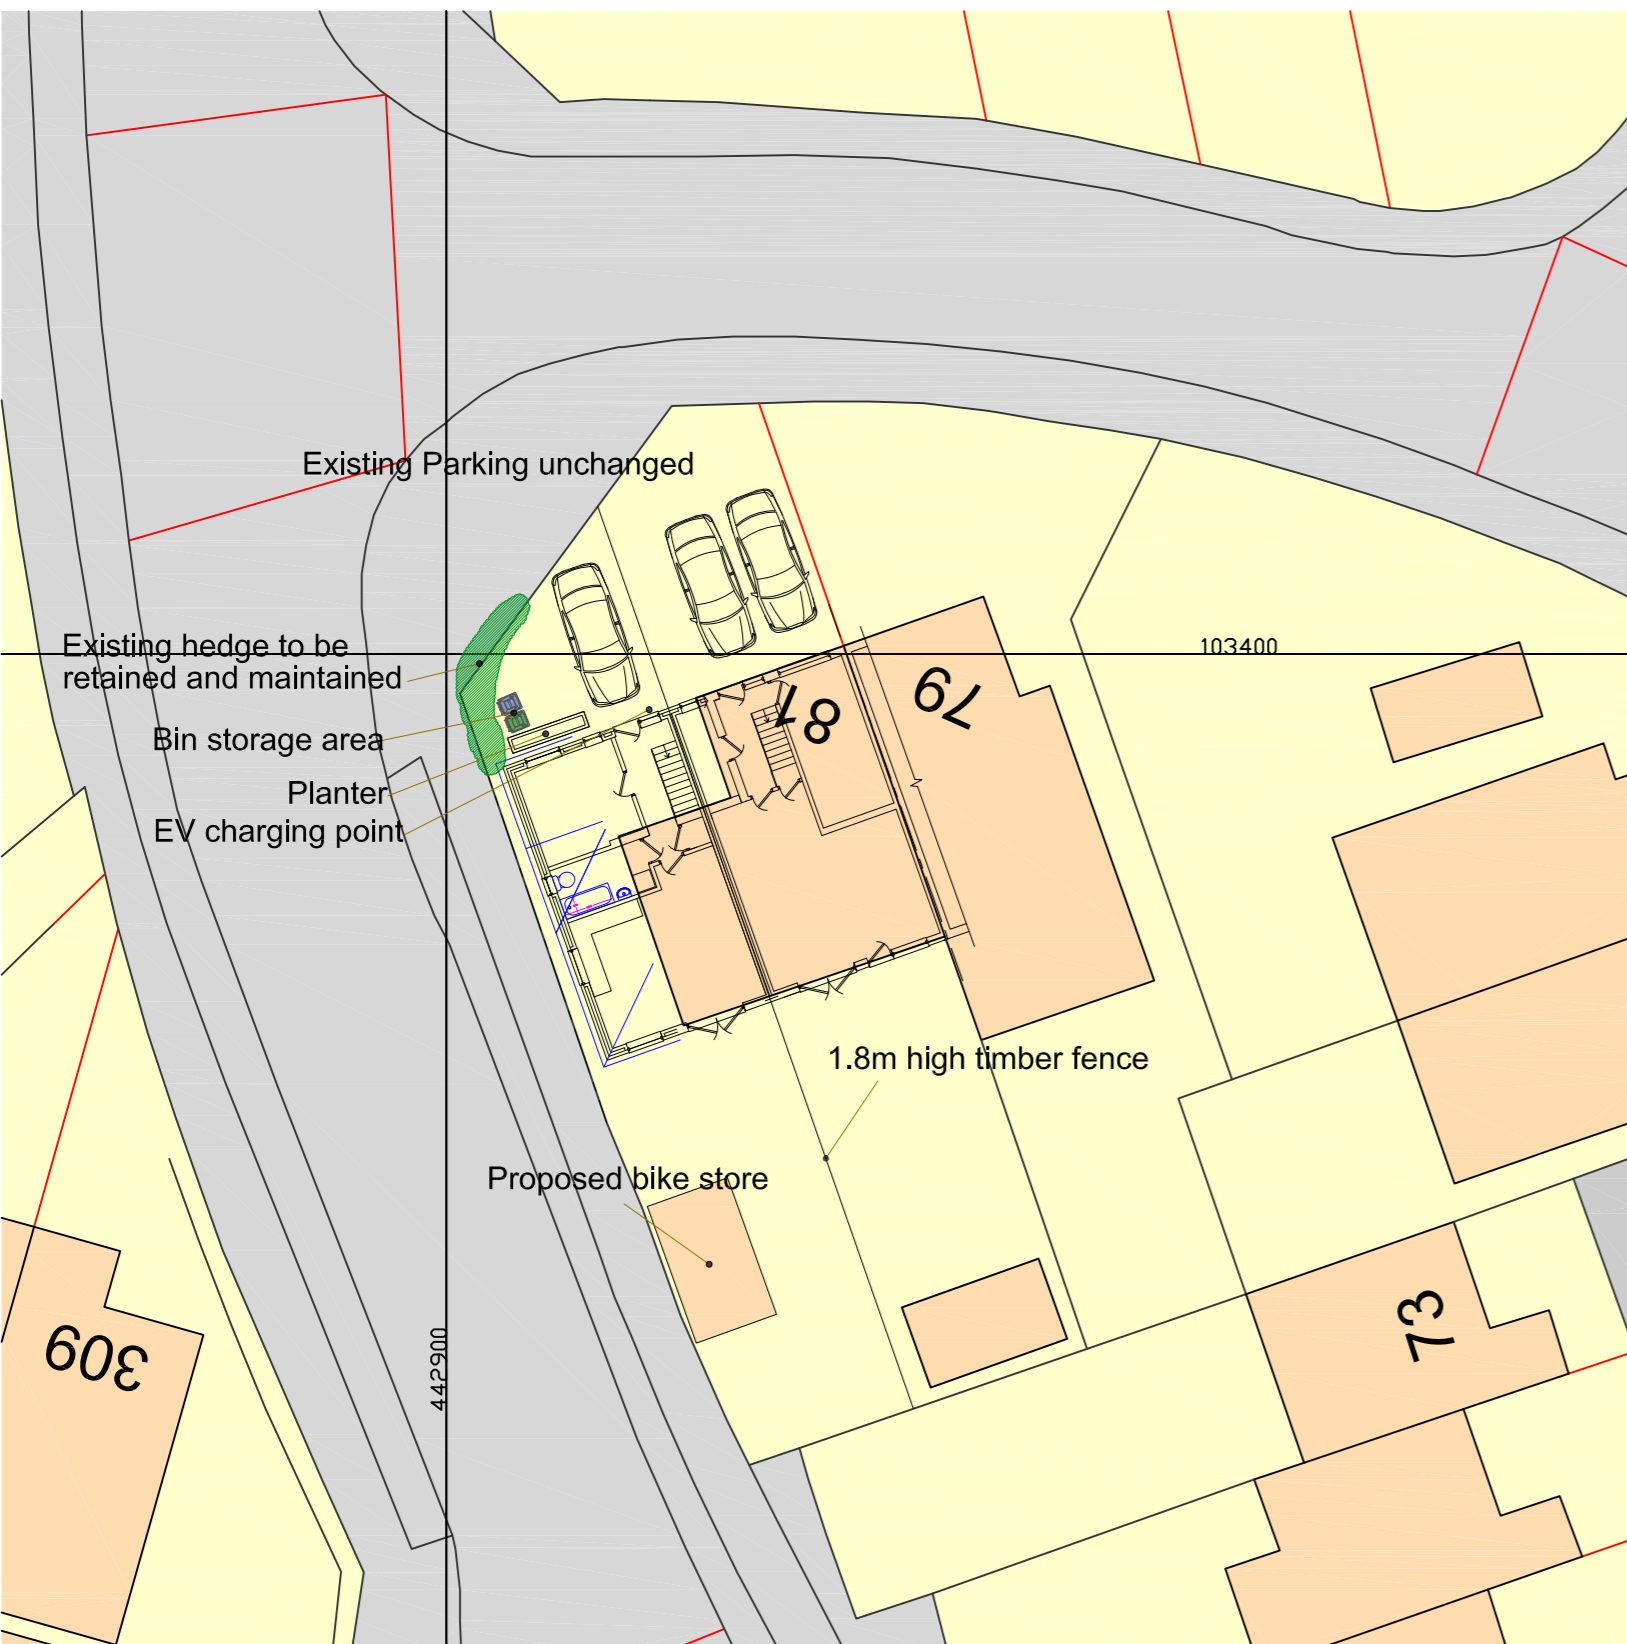 Existing Parking unchanged
Existing hedge to be
retained and maintained
103400
Bin storage area
81
79
Planter
EV charging point
1.8m high timber fence
Proposed bike store
309
442900
73